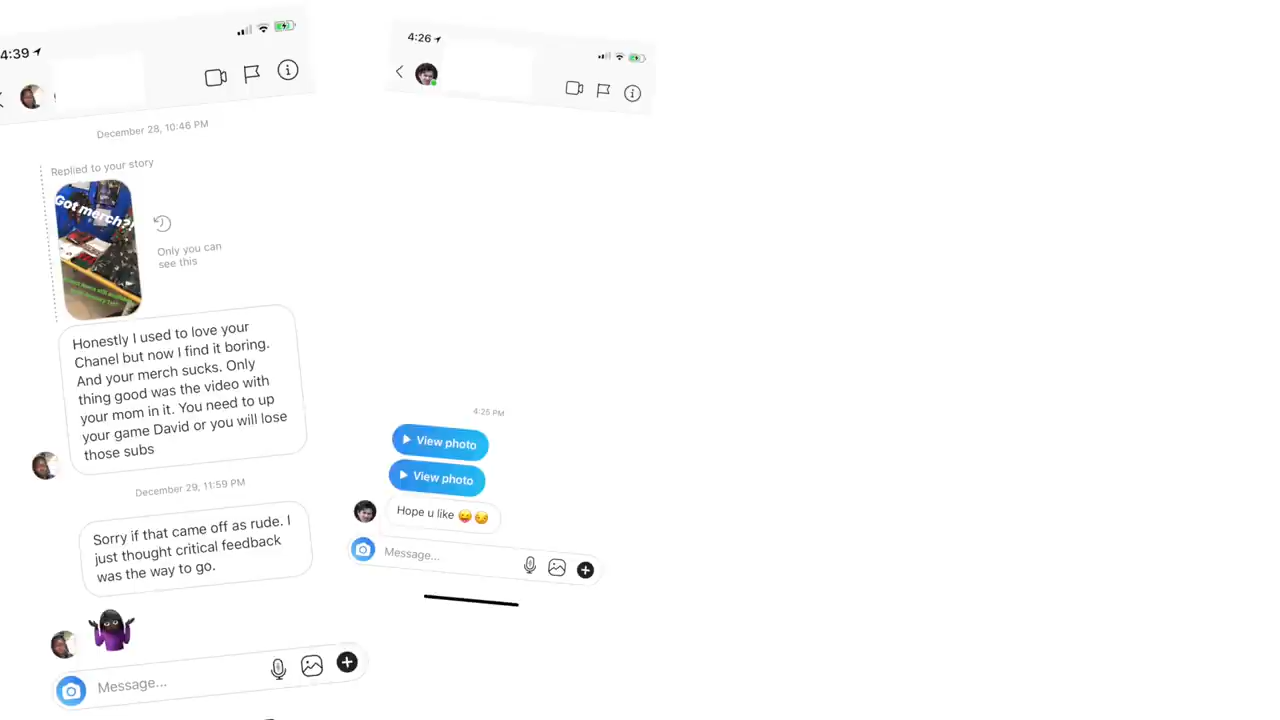 4:39
December 28, 10:46 PM
Replied to your story
Got merch?!
Only you can
see this
Honestly I used to love your
Chanel but now I find it boring.
And your merch sucks. Only
thing good was the video with
your mom in it. You need to up
your game David or you will lose
those subs
December 29, 11:59 PM
Sorry if that came off as rude. I
just thought critical feedback
was the way to go.
Message...
4:26
4:25 PM
View photo
View photo
Hope u like 😜😏
Message...